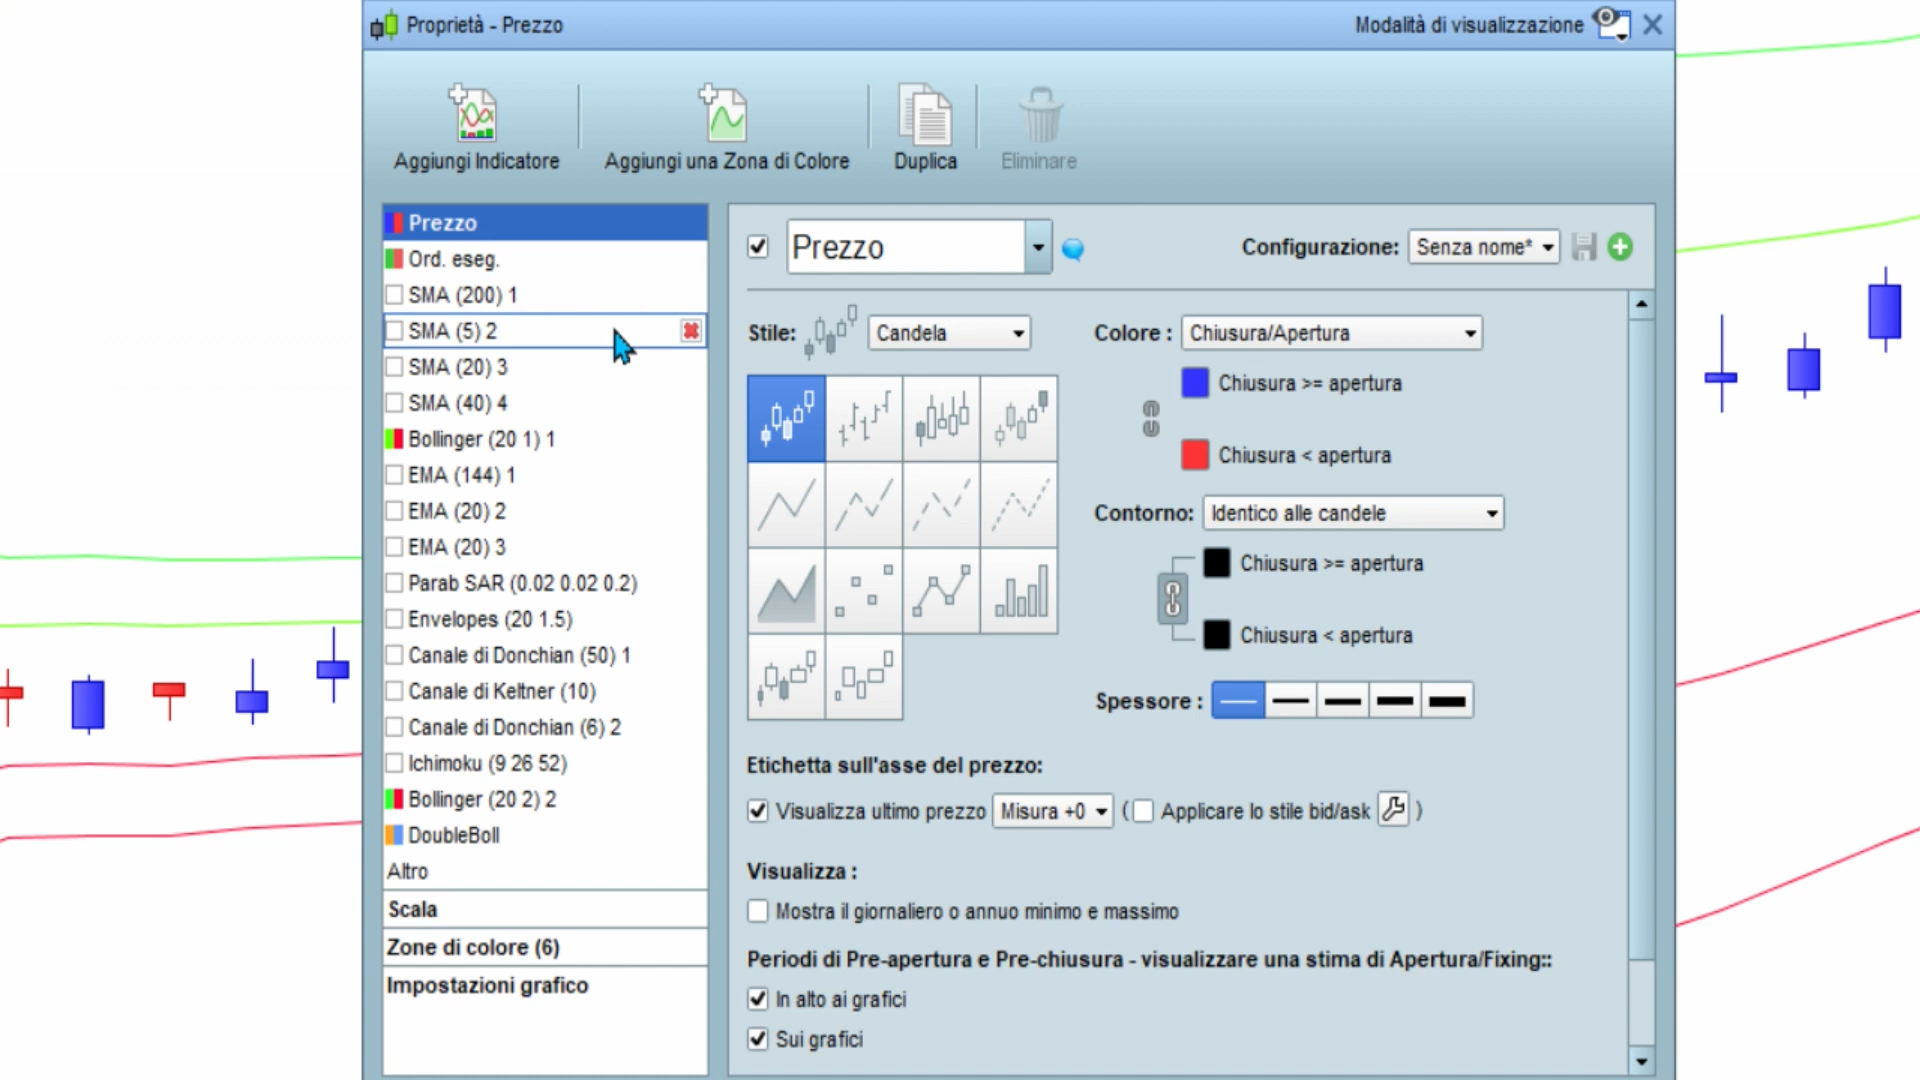 Proprietà - Prezzo
Modalità di visualizzazione
Aggiungi Indicatore
Aggiungi una Zona di Colore
Duplica
Eliminare
Prezzo
Ord. eseg.
SMA (200) 1
SMA (5) 2
SMA (20) 3
SMA (40) 4
Bollinger (20 1) 1
EMA (144) 1
EMA (20) 2
EMA (20) 3
Parab SAR (0.02 0.02 0.2)
Envelopes (20 1.5)
Canale di Donchian (50) 1
Canale di Keltner (10)
Canale di Donchian (6) 2
Ichimoku (9 26 52)
Bollinger (20 2) 2
DoubleBoll
Altro
Scala
Zone di colore (6)
Impostazioni grafico
Prezzo
Configurazione: Senza nome*
Stile: Candela
Colore : Chiusura/Apertura
Chiusura >= apertura
Chiusura < apertura
Contorno: Identico alle candele
Chiusura >= apertura
Chiusura < apertura
Spessore :
Etichetta sull'asse del prezzo:
Visualizza ultimo prezzo Misura +0 ( Applicare lo stile bid/ask )
Visualizza :
Mostra il giornaliero o annuo minimo e massimo
Periodi di Pre-apertura e Pre-chiusura - visualizzare una stima di Apertura/Fixing::
In alto ai grafici
Sui grafici